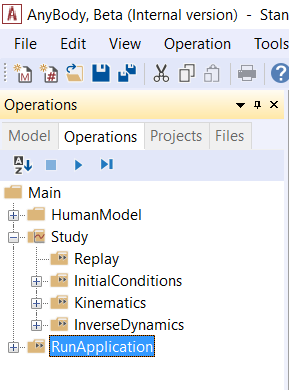 AnyBody, Beta (Internal version)  -  Stan
File Edit View Operation Tools
Operations
Model Operations Projects Files
Main
HumanModel
Study
Replay
InitialConditions
Kinematics
InverseDynamics
RunApplication